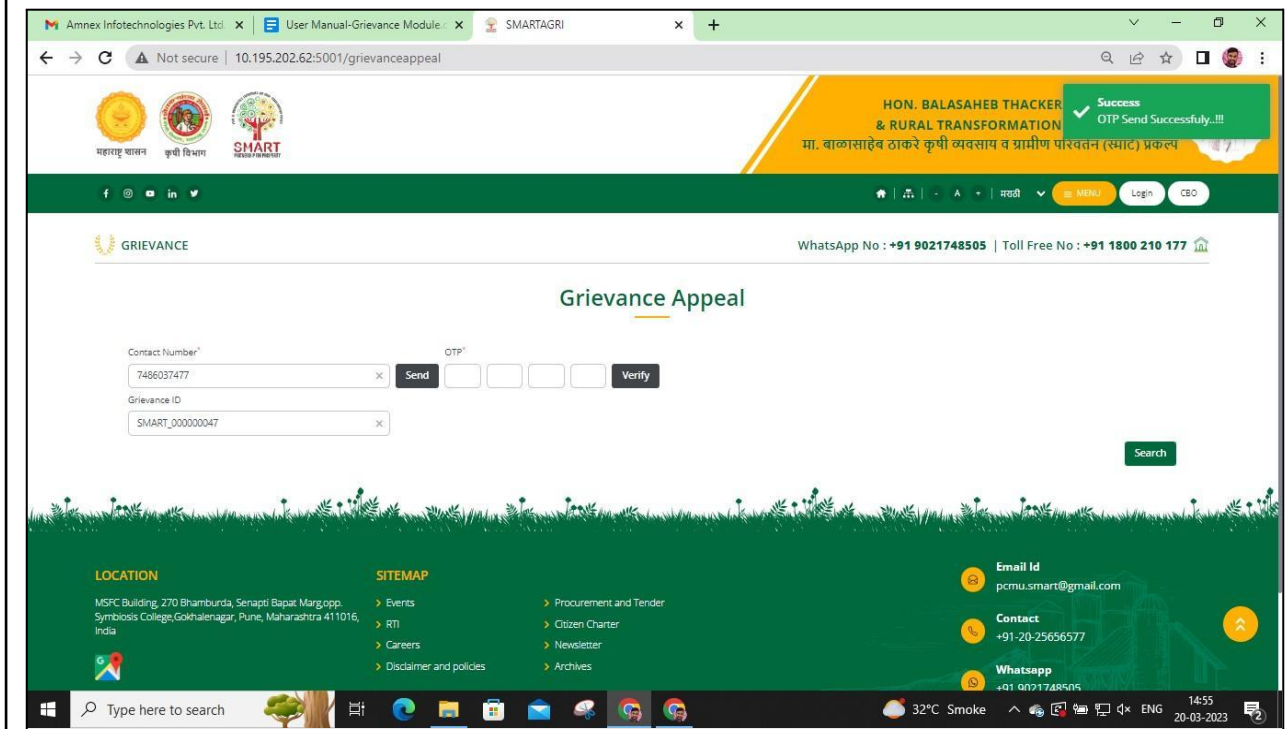 Amnex Infotechnologies Pvt. Ltd.
User Manual-Grievance Module.
SMARTAGRI
Not secure | 10.195.202.62:5001/grievanceappeal
महाराष्ट्र शासन
कृषी विभाग
SMART
HON. BALASAHEB THACKER
& RURAL TRANSFORMATION
मा. बाळासाहेब ठाकरे कृषी व्यवसाय व ग्रामीण परिवर्तन (स्मार्ट) प्रकल्प
Success
OTP Send Successfuly..!!!
- A + | मराठी
MENU
Login
CBO
GRIEVANCE
WhatsApp No : +91 9021748505 | Toll Free No : +91 1800 210 177
Grievance Appeal
Contact Number*
OTP*
7486037477
Send
Verify
Grievance ID
SMART_000000047
Search
LOCATION
MSFC Building, 270 Bhamburda, Senapti Bapat Marg,opp.
Symbiosis College,Gokhalenagar, Pune, Maharashtra 411016,
India
SITEMAP
Events
RTI
Careers
Disclaimer and policies
Procurement and Tender
Citizen Charter
Newsletter
Archives
Email Id
pcmu.smart@gmail.com
Contact
+91-20-25656577
Whatsapp
+91 9021748505
Type here to search
32°C Smoke
ENG
14:55
20-03-2023
2